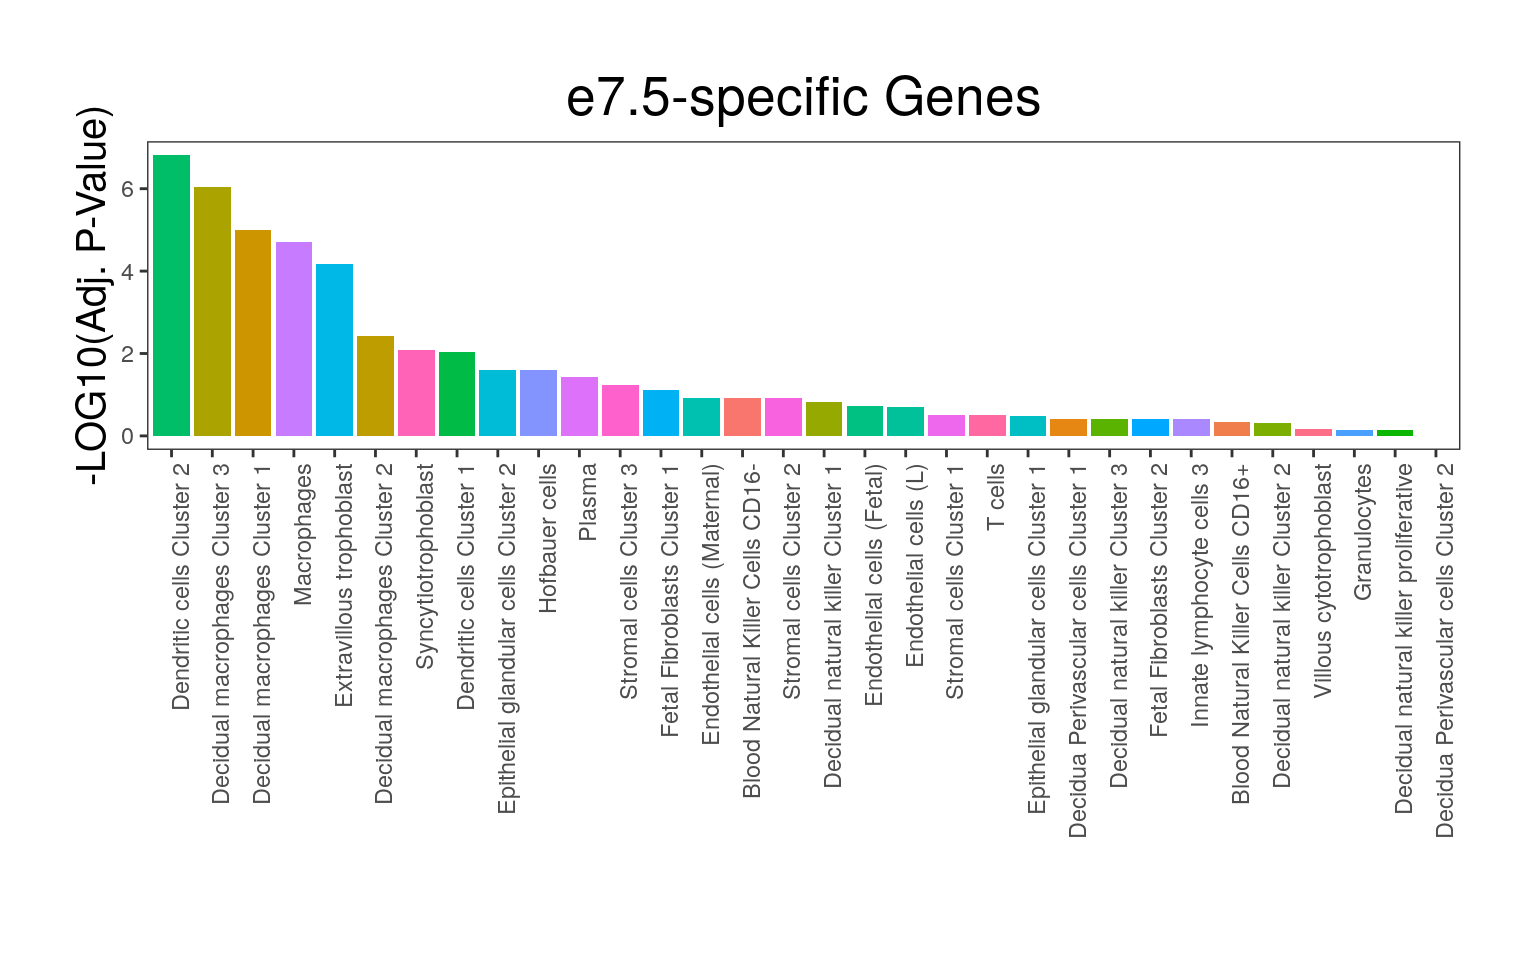 e7.5-specific Genes
-LOG10(Adj. P-Value)
6
4
2
0
Dendritic cells Cluster 2
Decidual macrophages Cluster 3
Decidual macrophages Cluster 1
Macrophages
Extravillous trophoblast
Decidual macrophages Cluster 2
Syncytiotrophoblast
Dendritic cells Cluster 1
Epithelial glandular cells Cluster 2
Hofbauer cells
Plasma
Stromal cells Cluster 3
Fetal Fibroblasts Cluster 1
Endothelial cells (Maternal)
Blood Natural Killer Cells CD16-
Stromal cells Cluster 2
Decidual natural killer Cluster 1
Endothelial cells (Fetal)
Endothelial cells (L)
Stromal cells Cluster 1
T cells
Epithelial glandular cells Cluster 1
Decidua Perivascular cells Cluster 1
Decidual natural killer Cluster 3
Fetal Fibroblasts Cluster 2
Innate lymphocyte cells 3
Blood Natural Killer Cells CD16+
Decidual natural killer Cluster 2
Villous cytotrophoblast
Granulocytes
Decidual natural killer proliferative
Decidua Perivascular cells Cluster 2